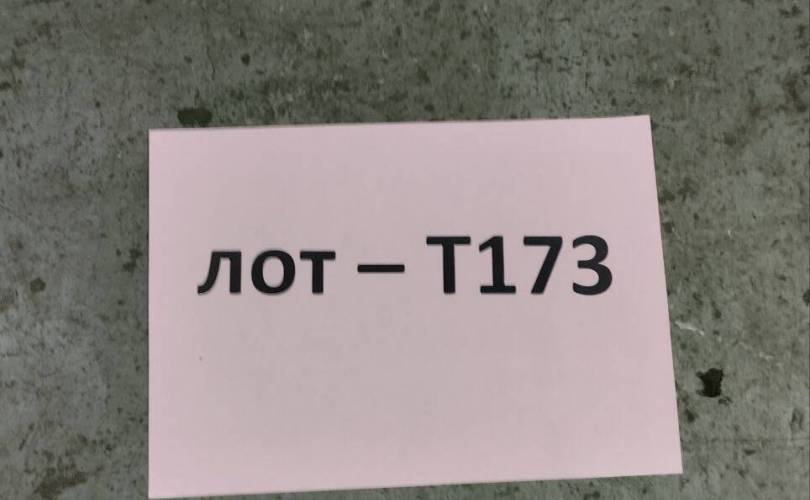 лот – Т173